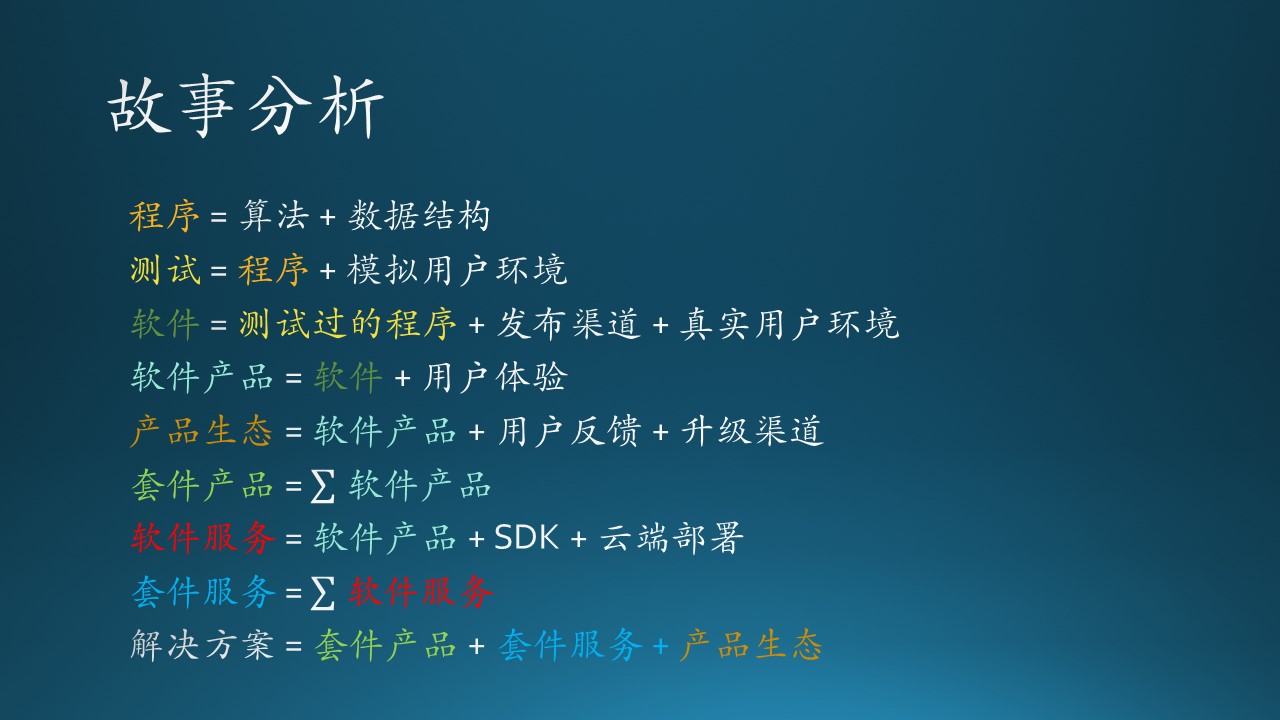 故事分析
程序 = 算法 + 数据结构
测试 = 程序 + 模拟用户环境
软件 = 测试过的程序 + 发布渠道 + 真实用户环境
软件产品 = 软件 + 用户体验
产品生态 = 软件产品 + 用户反馈 + 升级渠道
套件产品 = ∑ 软件产品
软件服务 = 软件产品 + SDK + 云端部署
套件服务 = ∑ 软件服务
解决方案 = 套件产品 + 套件服务 + 产品生态